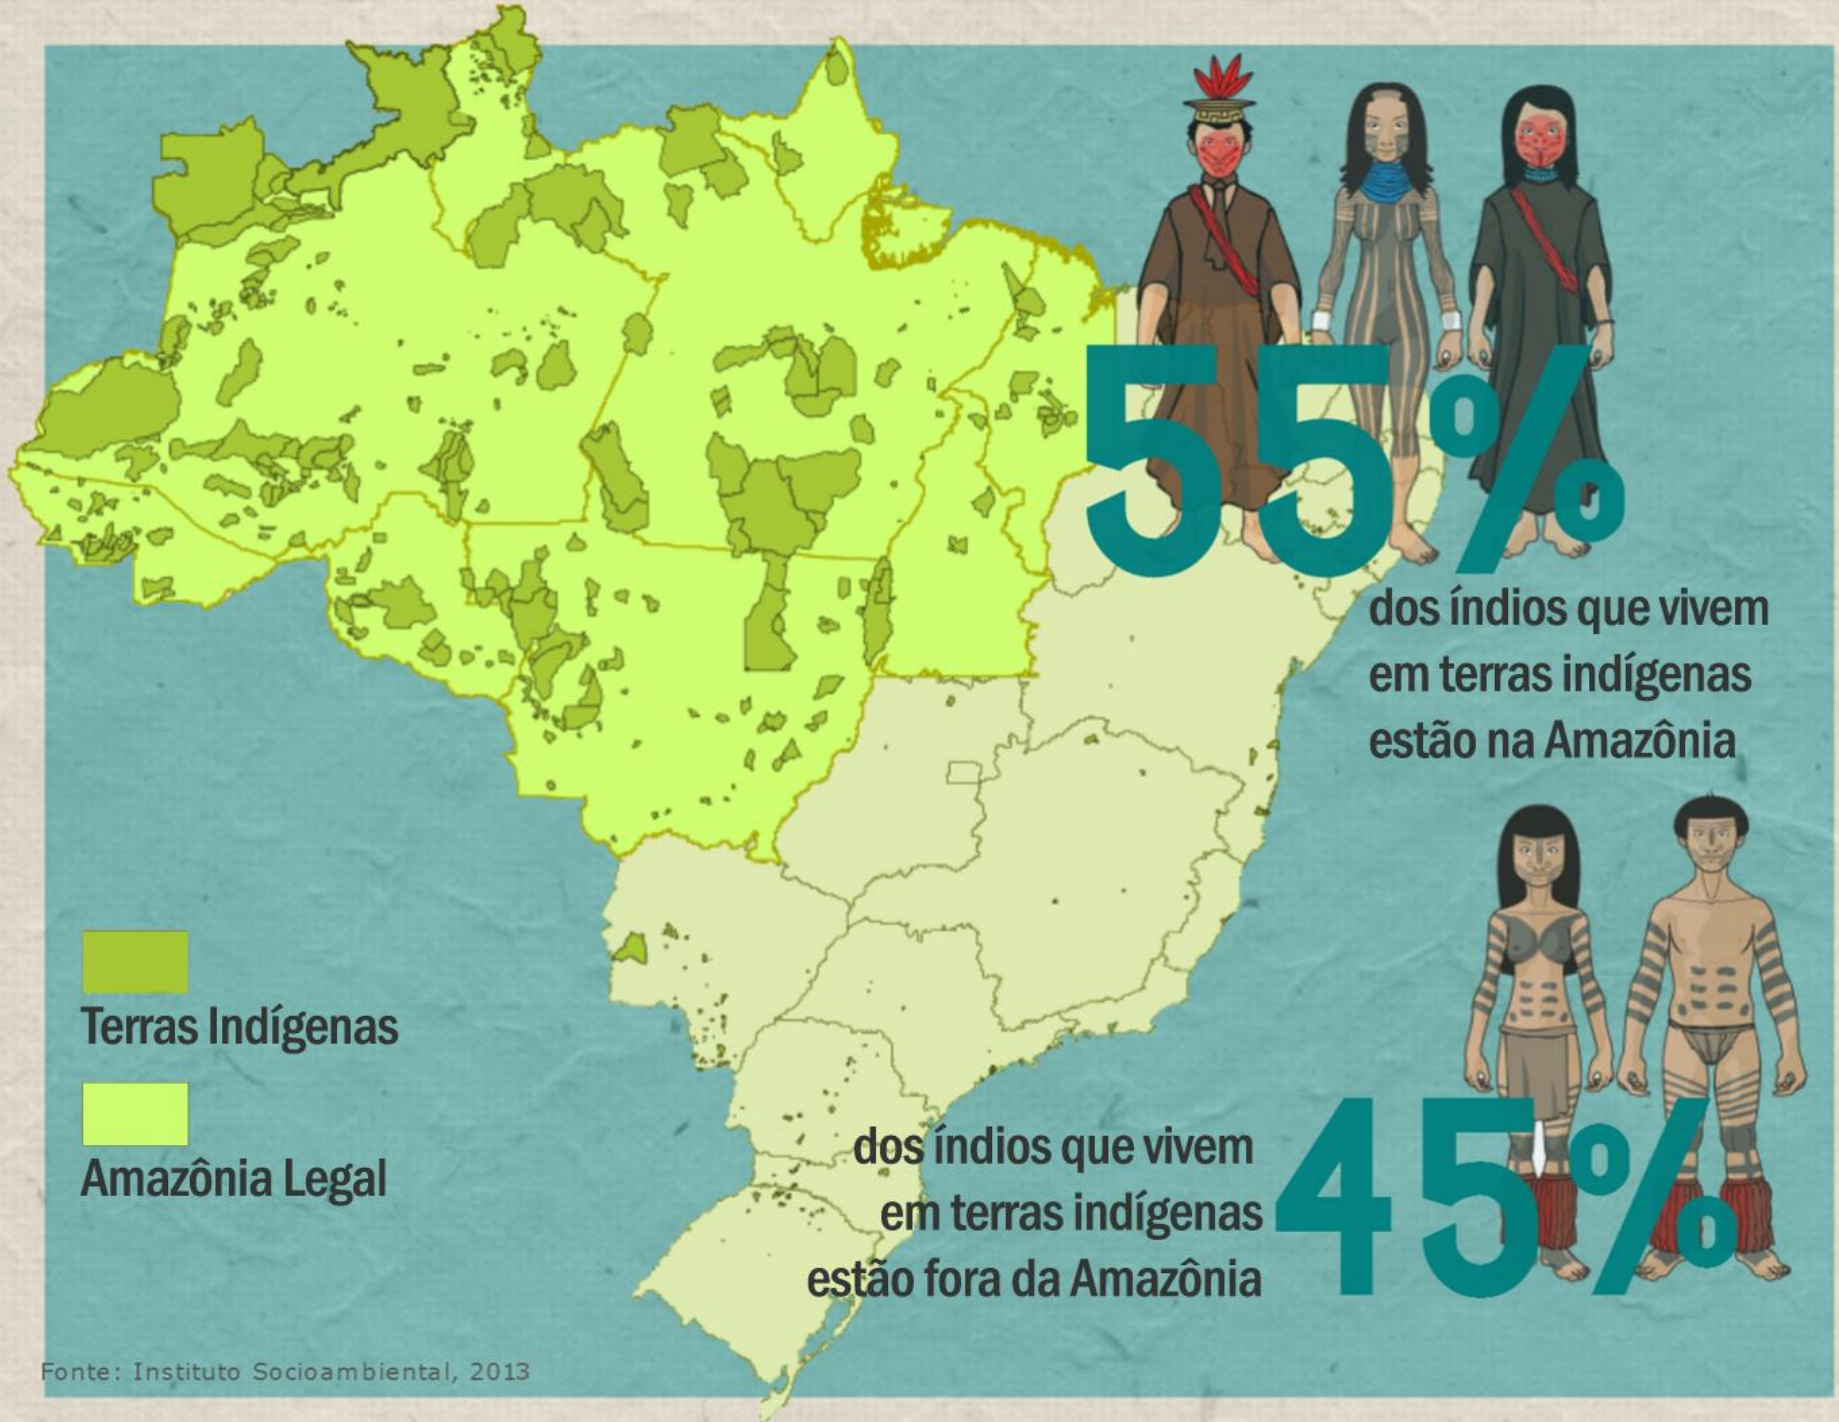 55%
dos índios que vivem
em terras indígenas
estão na Amazônia
Terras Indígenas
Amazônia Legal
dos índios que vivem
em terras indígenas
estão fora da Amazônia
45%
Fonte: Instituto Socioambiental, 2013